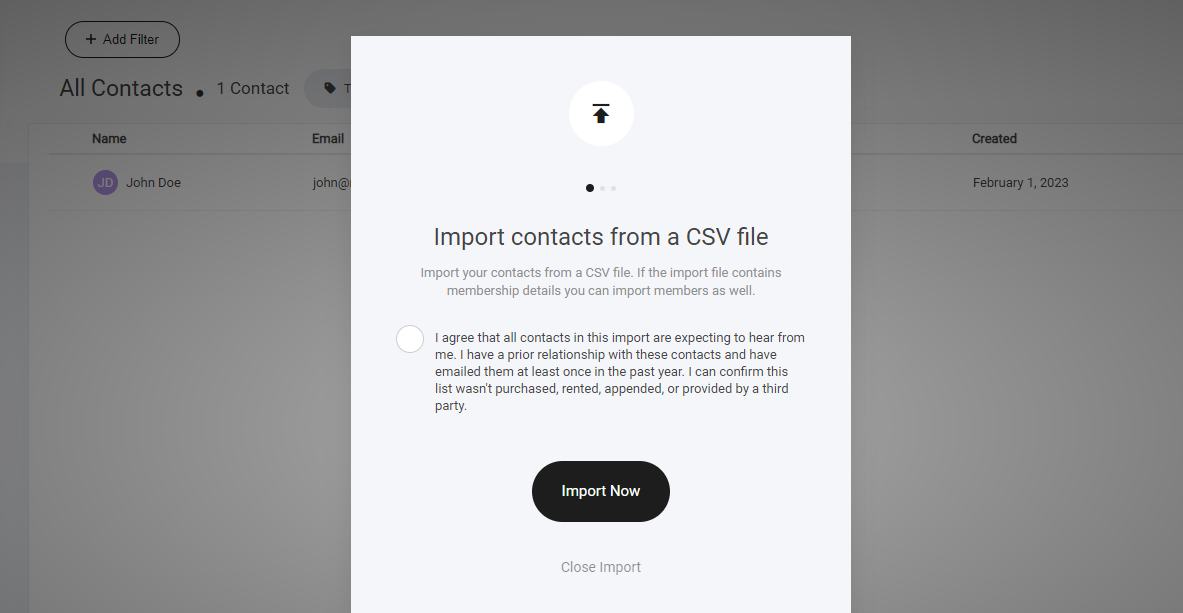 + Add Filter
All Contacts • 1 Contact
Name Email Created
JD John Doe john@ February 1, 2023
Import contacts from a CSV file
Import your contacts from a CSV file. If the import file contains
membership details you can import members as well.
I agree that all contacts in this import are expecting to hear from
me. I have a prior relationship with these contacts and have
emailed them at least once in the past year. I can confirm this
list wasn't purchased, rented, appended, or provided by a third
party.
Import Now
Close Import